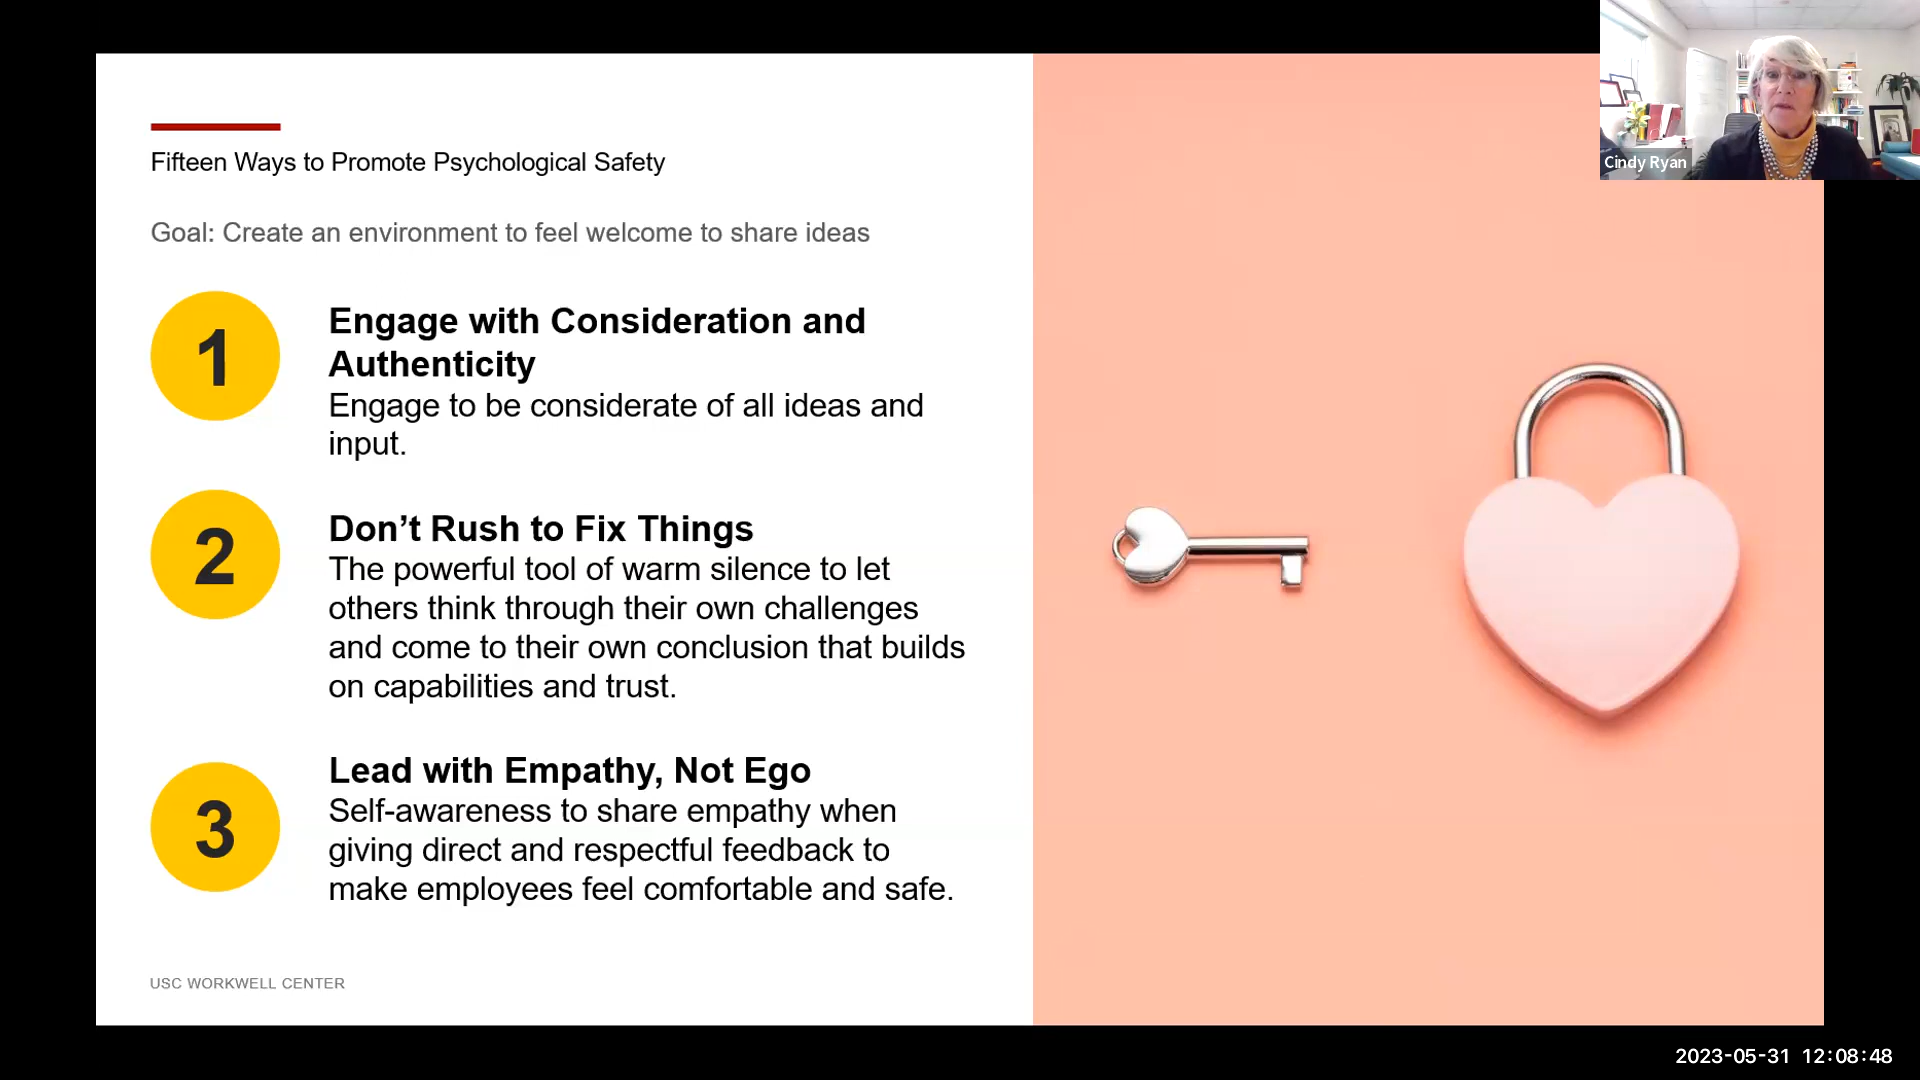 Fifteen Ways to Promote Psychological Safety
Goal: Create an environment to feel welcome to share ideas
1
Engage with Consideration and
Authenticity
Engage to be considerate of all ideas and
input.
2
Don’t Rush to Fix Things
The powerful tool of warm silence to let
others think through their own challenges
and come to their own conclusion that builds
on capabilities and trust.
3
Lead with Empathy, Not Ego
Self-awareness to share empathy when
giving direct and respectful feedback to
make employees feel comfortable and safe.
USC WORKWELL CENTER
Cindy Ryan
2023-05-31 12:08:48